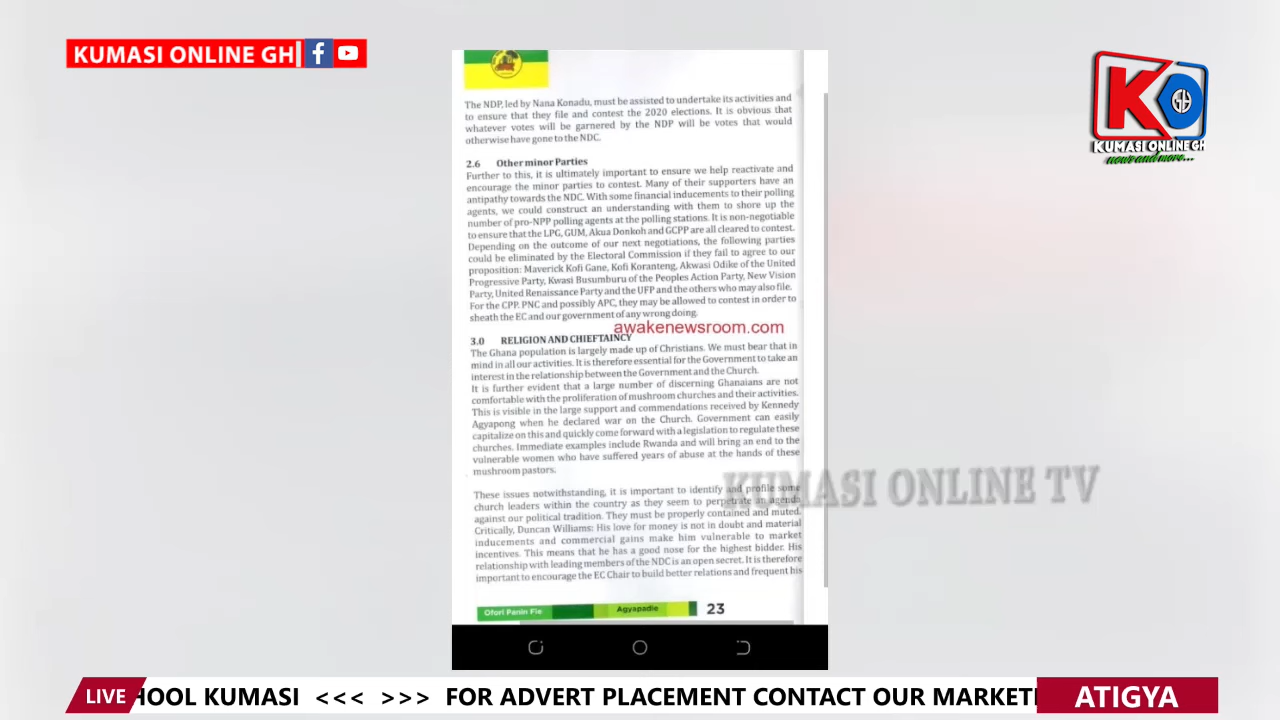 KUMASI ONLINE GH
KUMASI ONLINE GH
news and more...
The NDP, led by Nana Konadu, must be assisted to undertake its activities and
to ensure that they file and contest the 2020 elections. It is obvious that
whatever votes will be garnered by the NDP will be votes that would
otherwise have gone to the NDC.
2.6 Other minor Parties
Further to this, it is ultimately important to ensure we help reactivate and
encourage the minor parties to contest. Many of their supporters have an
antipathy towards the NDC. With some financial inducements to their polling
agents, we could construct an understanding with them to shore up the
number of pro-NPP polling agents at the polling stations. It is non-negotiable
to ensure that the LPG, GUM, Akua Donkoh and GCPP are all cleared to contest.
Depending on the outcome of our next negotiations, the following parties
could be eliminated by the Electoral Commission if they fail to agree to our
proposition: Maverick Kofi Gane, Kofi Koranteng, Akwasi Odike of the United
Progressive Party, Kwasi Busumburu of the Peoples Action Party, New Vision
Party, United Renaissance Party and the UFP and the others who may also file.
For the CPP, PNC and possibly APC, they may be allowed to contest in order to
sheath the EC and our government of any wrong doing.
awakenewsroom.com
3.0 RELIGION AND CHIEFTAINCY
The Ghana population is largely made up of Christians. We must bear that in
mind in all our activities. It is therefore essential for the Government to take an
interest in the relationship between the Government and the Church.
It is further evident that a large number of discerning Ghanaians are not
comfortable with the proliferation of mushroom churches and their activities.
This is visible in the large support and commendations received by Kennedy
Agyapong when he declared war on the Church. Government can easily
capitalize on this and quickly come forward with a legislation to regulate these
churches. Immediate examples include Rwanda and will bring an end to the
vulnerable women who have suffered years of abuse at the hands of these
mushroom pastors.
KUMASI ONLINE TV
These issues notwithstanding, it is important to identify and profile some
church leaders within the country as they seem to perpetrate an agenda
against our political tradition. They must be properly contained and muted.
Critically, Duncan Williams: His love for money is not in doubt and material
inducements and commercial gains make him vulnerable to market
incentives. This means that he has a good nose for the highest bidder. His
relationship with leading members of the NDC is an open secret. It is therefore
important to encourage the EC Chair to build better relations and frequent his
Ofori Panin Fie Agyapadie 23
LIVE HOOL KUMASI <<< >>> FOR ADVERT PLACEMENT CONTACT OUR MARKETI ATIGYA